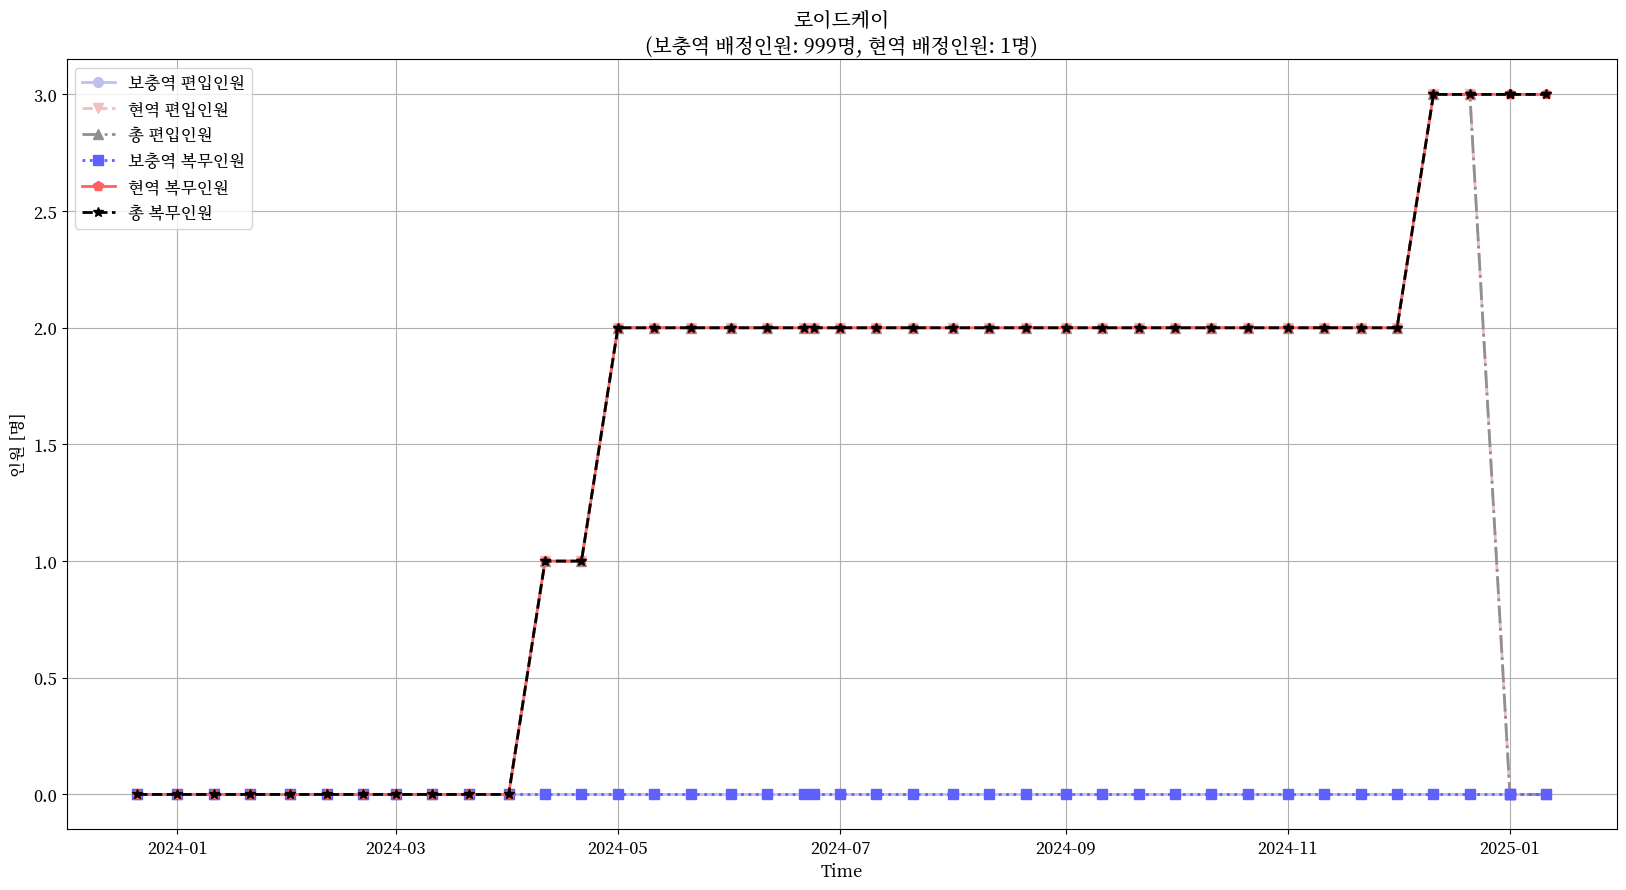 로이드케이
(보충역 배정인원: 999명, 현역 배정인원: 1명)
보충역 편입인원
현역 편입인원
총 편입인원
보충역 복무인원
현역 복무인원
총 복무인원
인원 [명]
3.0
2.5
2.0
1.5
1.0
0.5
0.0
2024-01
2024-03
2024-05
2024-07
2024-09
2024-11
2025-01
Time